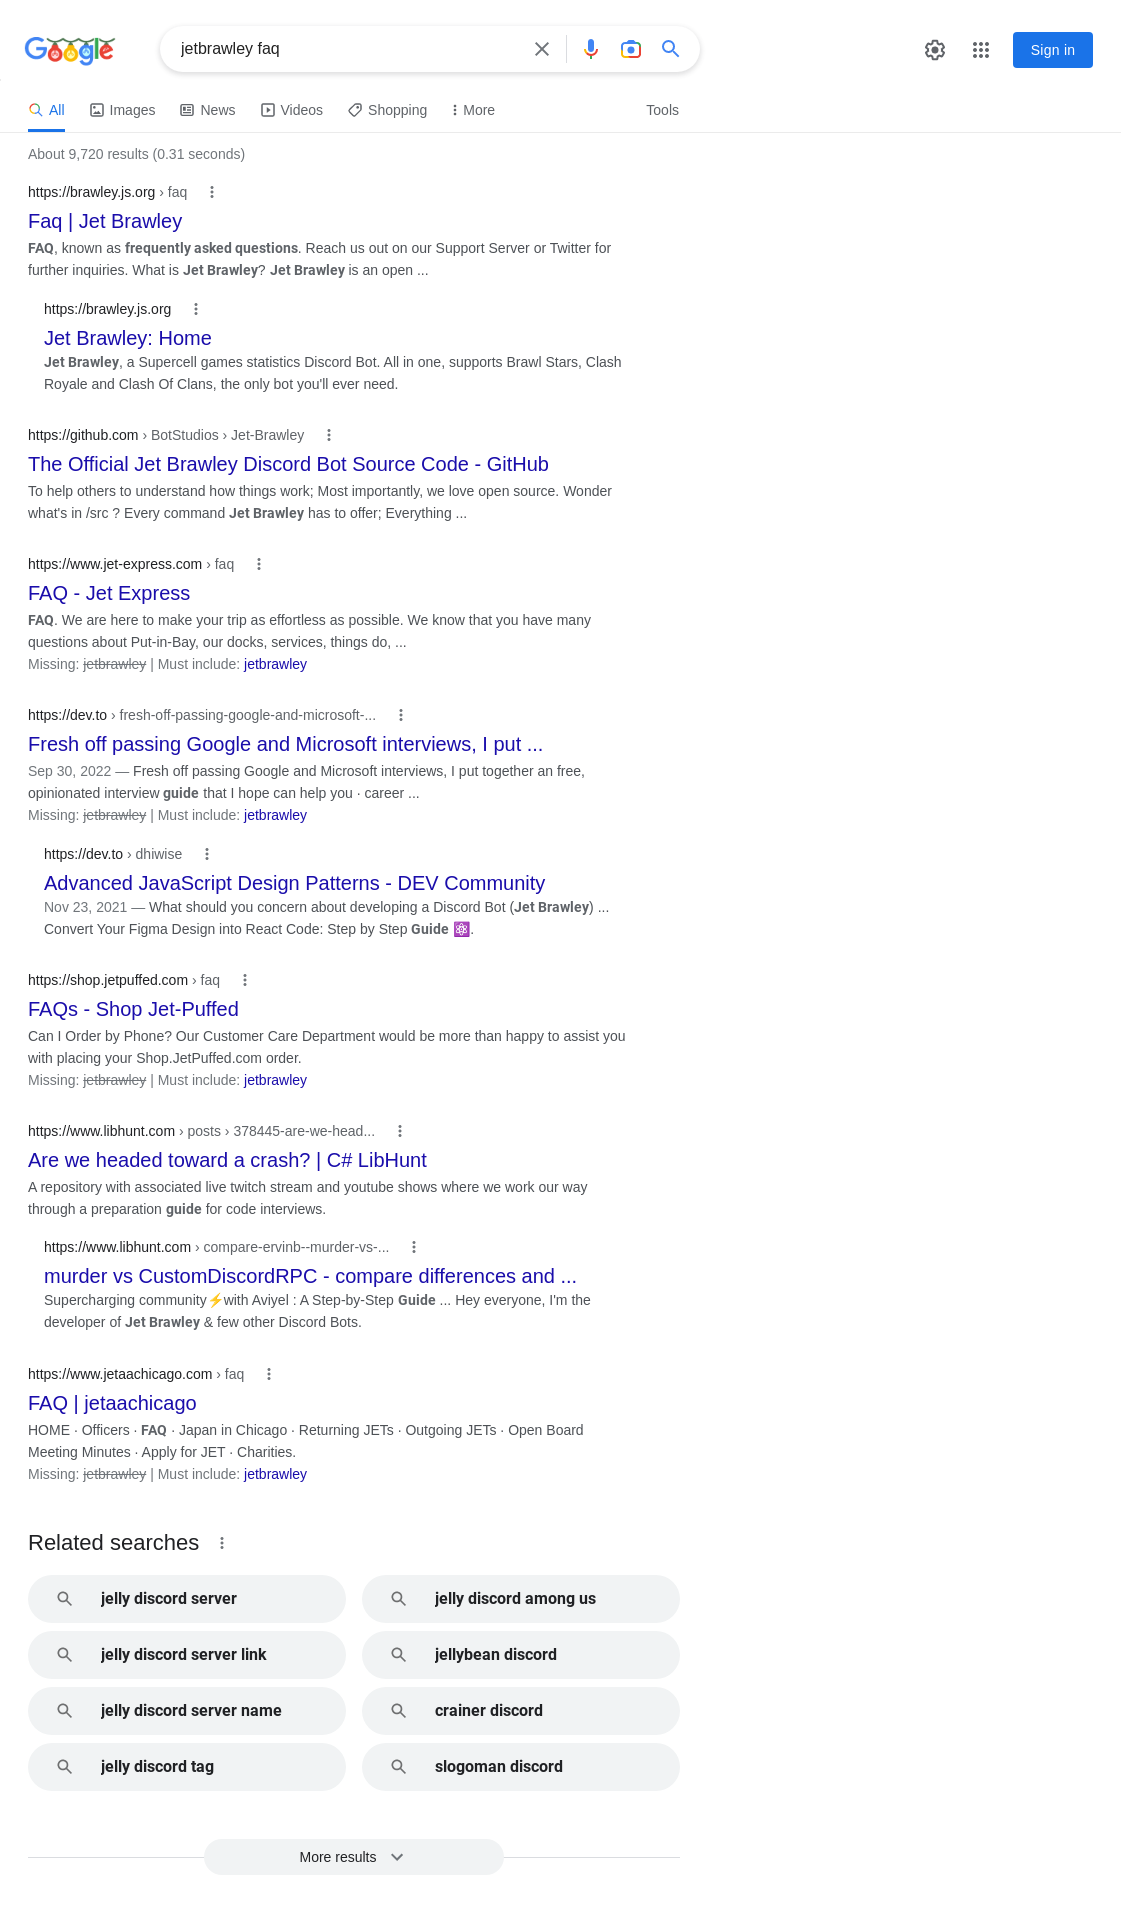 Google
jetbrawley faq
Sign in
All
Images
News
Videos
Shopping
More
Tools
About 9,720 results (0.31 seconds)
https://brawley.js.org › faq
Faq | Jet Brawley
FAQ, known as frequently asked questions. Reach us out on our Support Server or Twitter for
further inquiries. What is Jet Brawley? Jet Brawley is an open ...
https://brawley.js.org
Jet Brawley: Home
Jet Brawley, a Supercell games statistics Discord Bot. All in one, supports Brawl Stars, Clash
Royale and Clash Of Clans, the only bot you'll ever need.
https://github.com › BotStudios › Jet-Brawley
The Official Jet Brawley Discord Bot Source Code - GitHub
To help others to understand how things work; Most importantly, we love open source. Wonder
what's in /src ? Every command Jet Brawley has to offer; Everything ...
https://www.jet-express.com › faq
FAQ - Jet Express
FAQ. We are here to make your trip as effortless as possible. We know that you have many
questions about Put-in-Bay, our docks, services, things do, ...
Missing: jetbrawley | Must include: jetbrawley
https://dev.to › fresh-off-passing-google-and-microsoft-...
Fresh off passing Google and Microsoft interviews, I put ...
Sep 30, 2022 — Fresh off passing Google and Microsoft interviews, I put together an free,
opinionated interview guide that I hope can help you · career ...
Missing: jetbrawley | Must include: jetbrawley
https://dev.to › dhiwise
Advanced JavaScript Design Patterns - DEV Community
Nov 23, 2021 — What should you concern about developing a Discord Bot (Jet Brawley) ...
Convert Your Figma Design into React Code: Step by Step Guide ⚛️.
https://shop.jetpuffed.com › faq
FAQs - Shop Jet-Puffed
Can I Order by Phone? Our Customer Care Department would be more than happy to assist you
with placing your Shop.JetPuffed.com order.
Missing: jetbrawley | Must include: jetbrawley
https://www.libhunt.com › posts › 378445-are-we-head...
Are we headed toward a crash? | C# LibHunt
A repository with associated live twitch stream and youtube shows where we work our way
through a preparation guide for code interviews.
https://www.libhunt.com › compare-ervinb--murder-vs-...
murder vs CustomDiscordRPC - compare differences and ...
Supercharging community⚡with Aviyel : A Step-by-Step Guide ... Hey everyone, I'm the
developer of Jet Brawley & few other Discord Bots.
https://www.jetaachicago.com › faq
FAQ | jetaachicago
HOME · Officers · FAQ · Japan in Chicago · Returning JETs · Outgoing JETs · Open Board
Meeting Minutes · Apply for JET · Charities.
Missing: jetbrawley | Must include: jetbrawley
Related searches
jelly discord server
jelly discord among us
jelly discord server link
jellybean discord
jelly discord server name
crainer discord
jelly discord tag
slogoman discord
More results